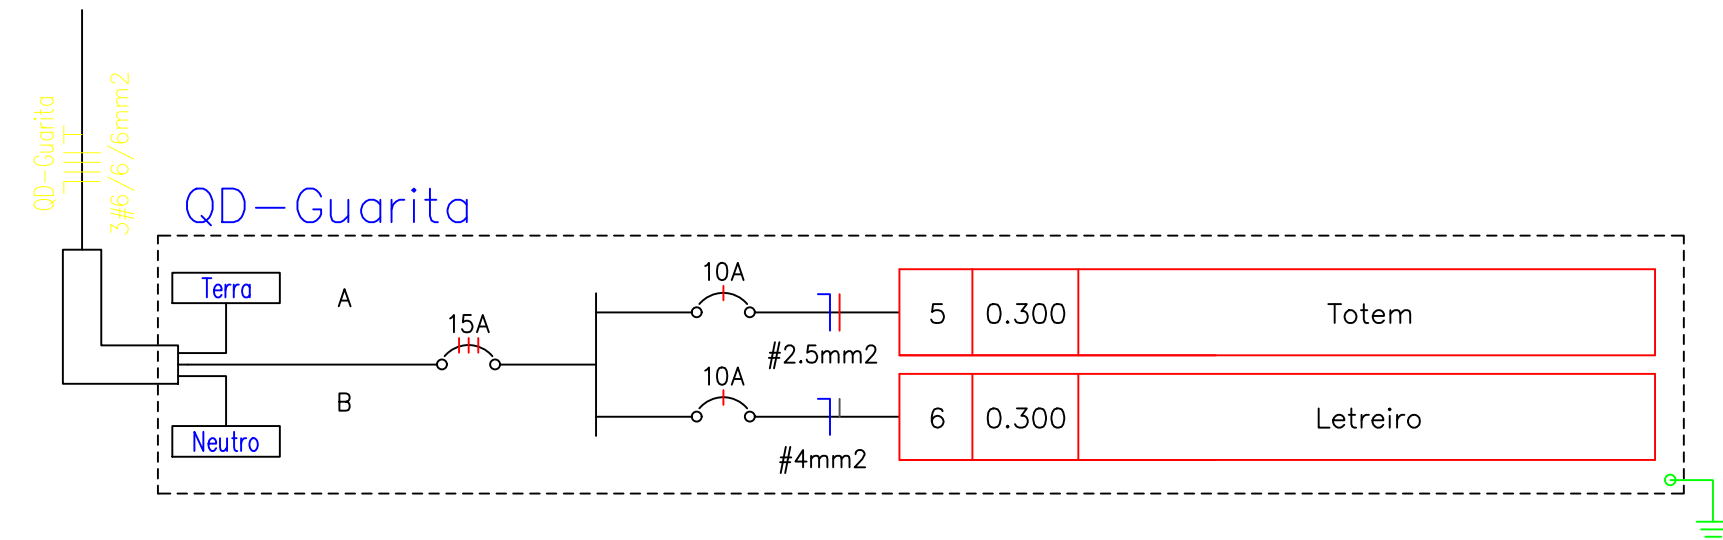 QD-Guarita
3#6/6/6mm2
QD-Guarita
Terra
A
15A
B
Neutro
10A
#2.5mm2
5 0.300 Totem
10A
#4mm2
6 0.300 Letreiro